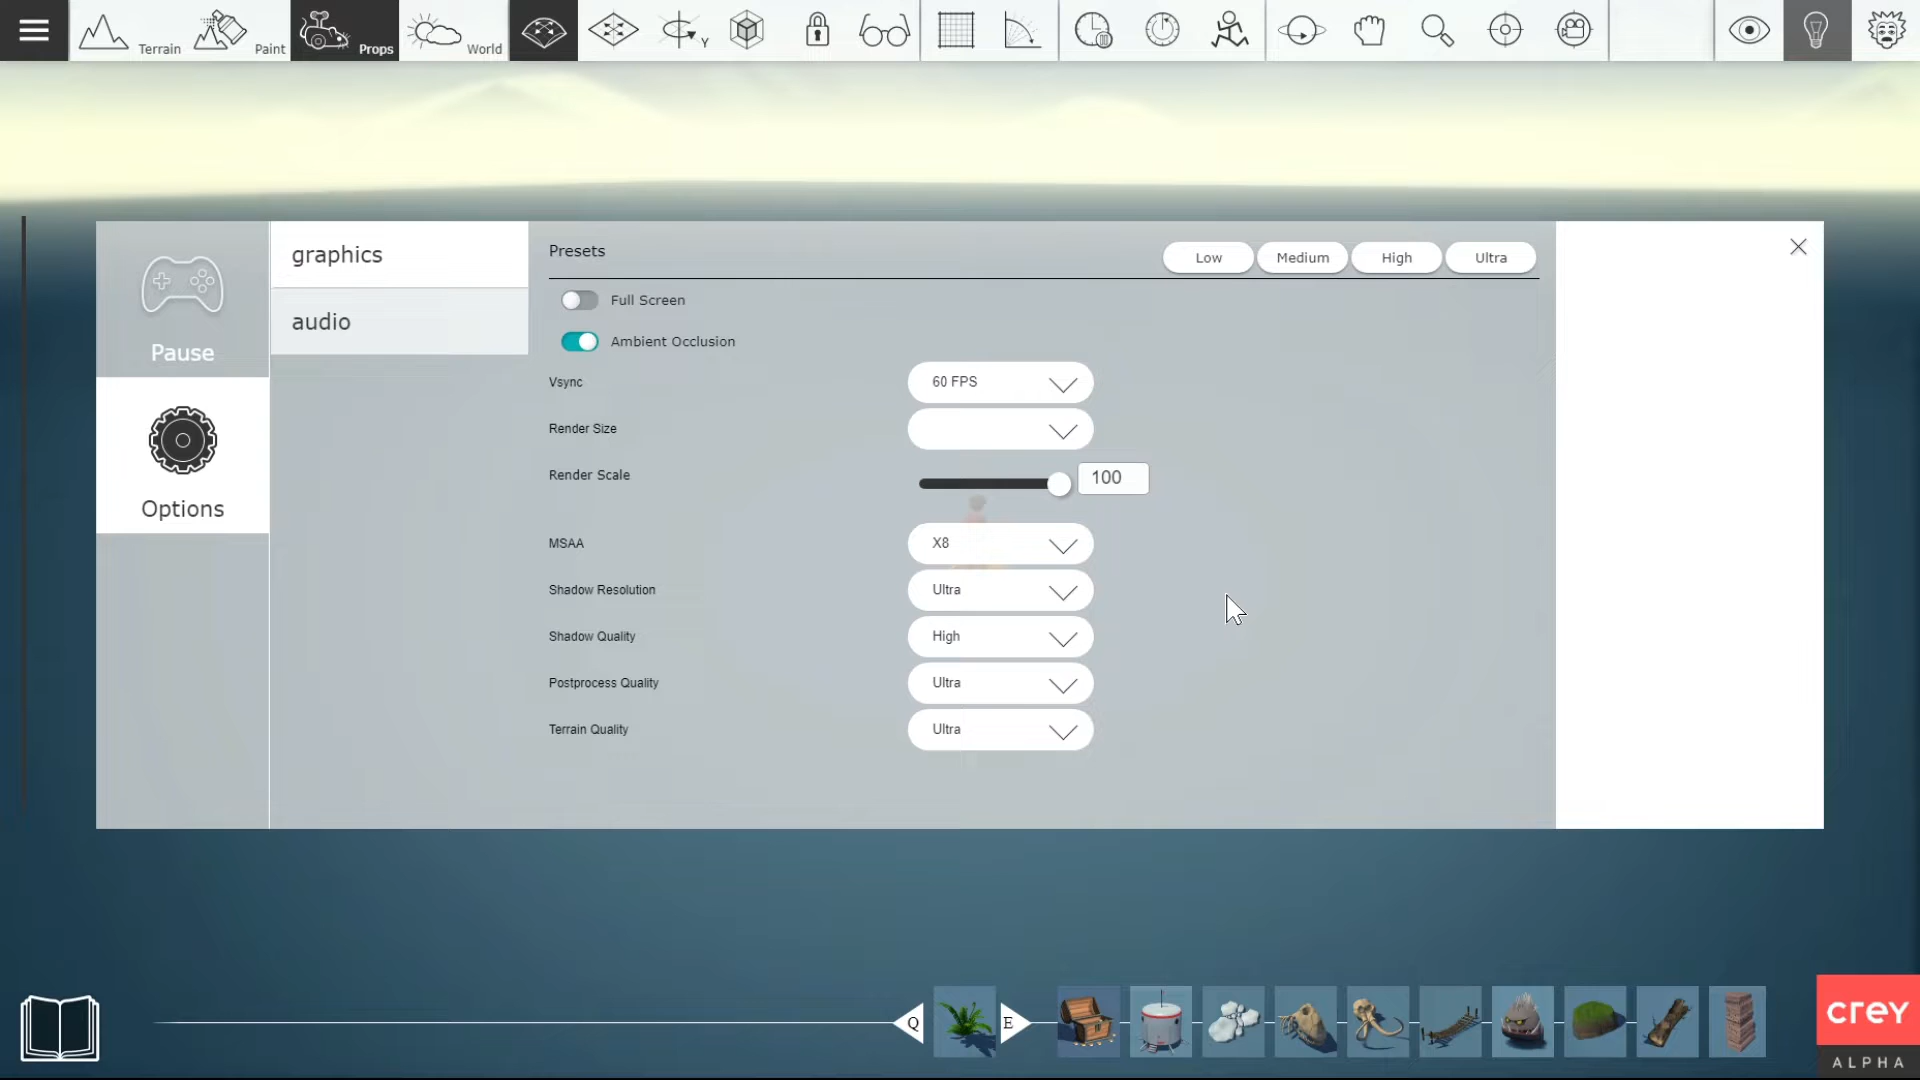 Terrain
Paint
Props
World
Y
Pause
Options
graphics
audio
Presets
Low
Medium
High
Ultra
Full Screen
Ambient Occlusion
Vsync
60 FPS
Render Size
Render Scale
100
MSAA
X8
Shadow Resolution
Ultra
Shadow Quality
High
Postprocess Quality
Ultra
Terrain Quality
Ultra
Q
E
crey
ALPHA